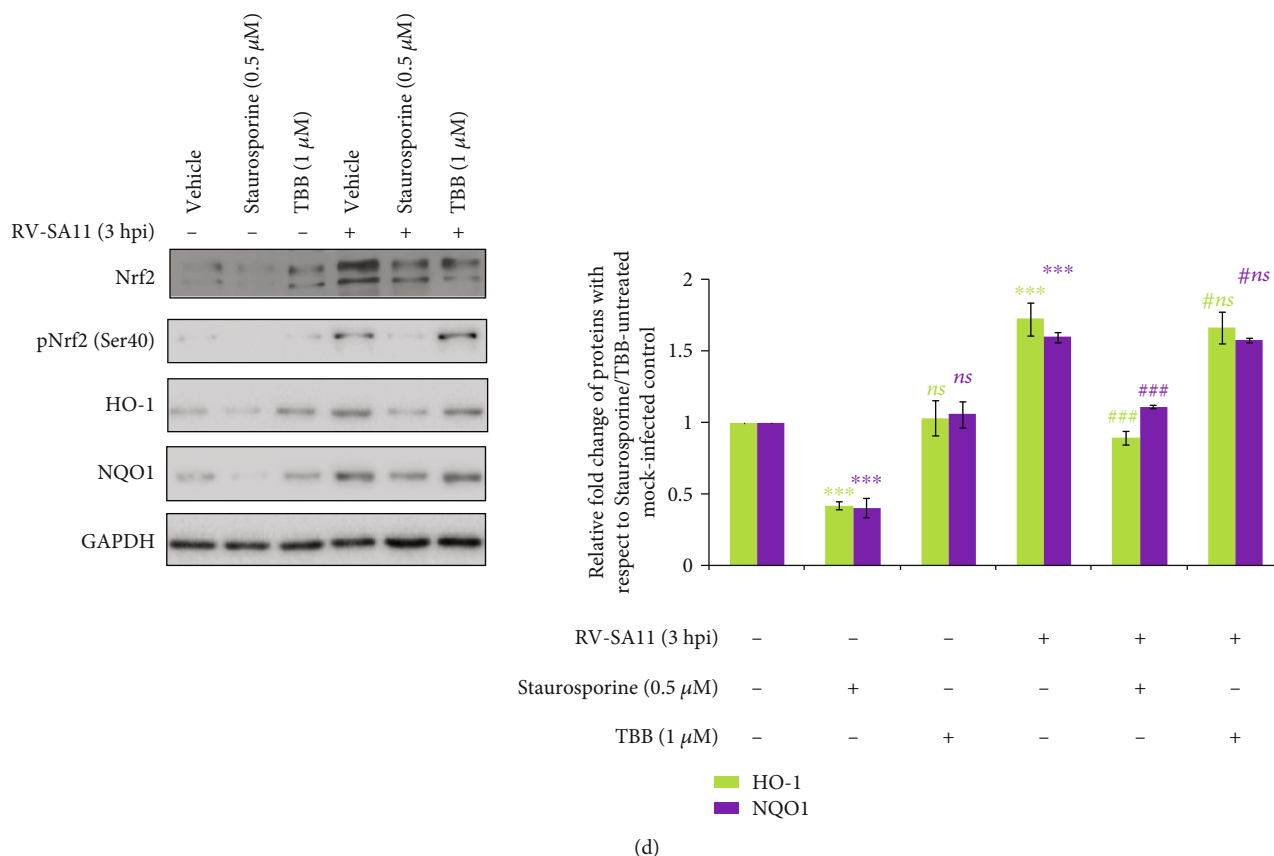 Vehicle
Staurosporine (0.5 μM)
TBB (1 μM)
Vehicle
Staurosporine (0.5 μM)
TBB (1 μM)
RV-SA11 (3 hpi) – – – + + +
Nrf2
pNrf2 (Ser40)
HO-1
NQO1
GAPDH
Relative fold change of proteins with
respect to Staurosporine/TBB-untreated
mock-infected control
2
1.5
1
0.5
0
*** ***
ns ns
*** ***
### ###
#ns #ns
RV-SA11 (3 hpi) – – – + + +
Staurosporine (0.5 μM) – + – – + –
TBB (1 μM) – – + – – +
HO-1
NQO1
(d)